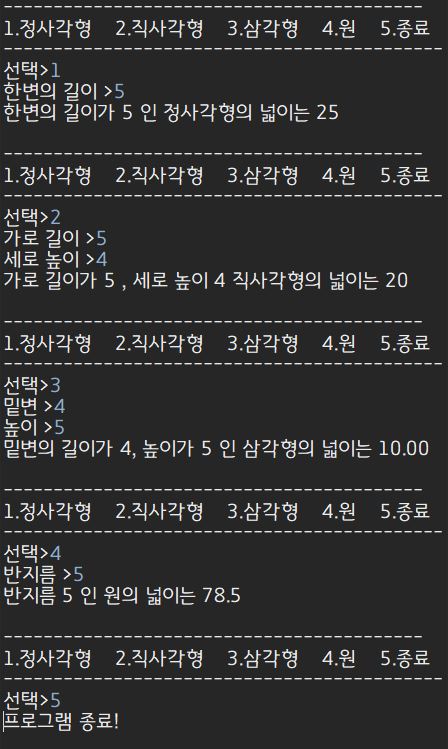 ------------------------------------------
1.정사각형 2.직사각형 3.삼각형 4.원 5.종료
--------------------------------------------
선택>1
한변의 길이 >5
한변의 길이가 5 인 정사각형의 넓이는 25
------------------------------------------
1.정사각형 2.직사각형 3.삼각형 4.원 5.종료
--------------------------------------------
선택>2
가로 길이 >5
세로 높이 >4
가로 길이가 5 , 세로 높이 4 직사각형의 넓이는 20
------------------------------------------
1.정사각형 2.직사각형 3.삼각형 4.원 5.종료
--------------------------------------------
선택>3
밑변 >4
높이 >5
밑변의 길이가 4, 높이가 5 인 삼각형의 넓이는 10.00
------------------------------------------
1.정사각형 2.직사각형 3.삼각형 4.원 5.종료
--------------------------------------------
선택>4
반지름 >5
반지름 5 인 원의 넓이는 78.5
------------------------------------------
1.정사각형 2.직사각형 3.삼각형 4.원 5.종료
--------------------------------------------
선택>5
프로그램 종료!